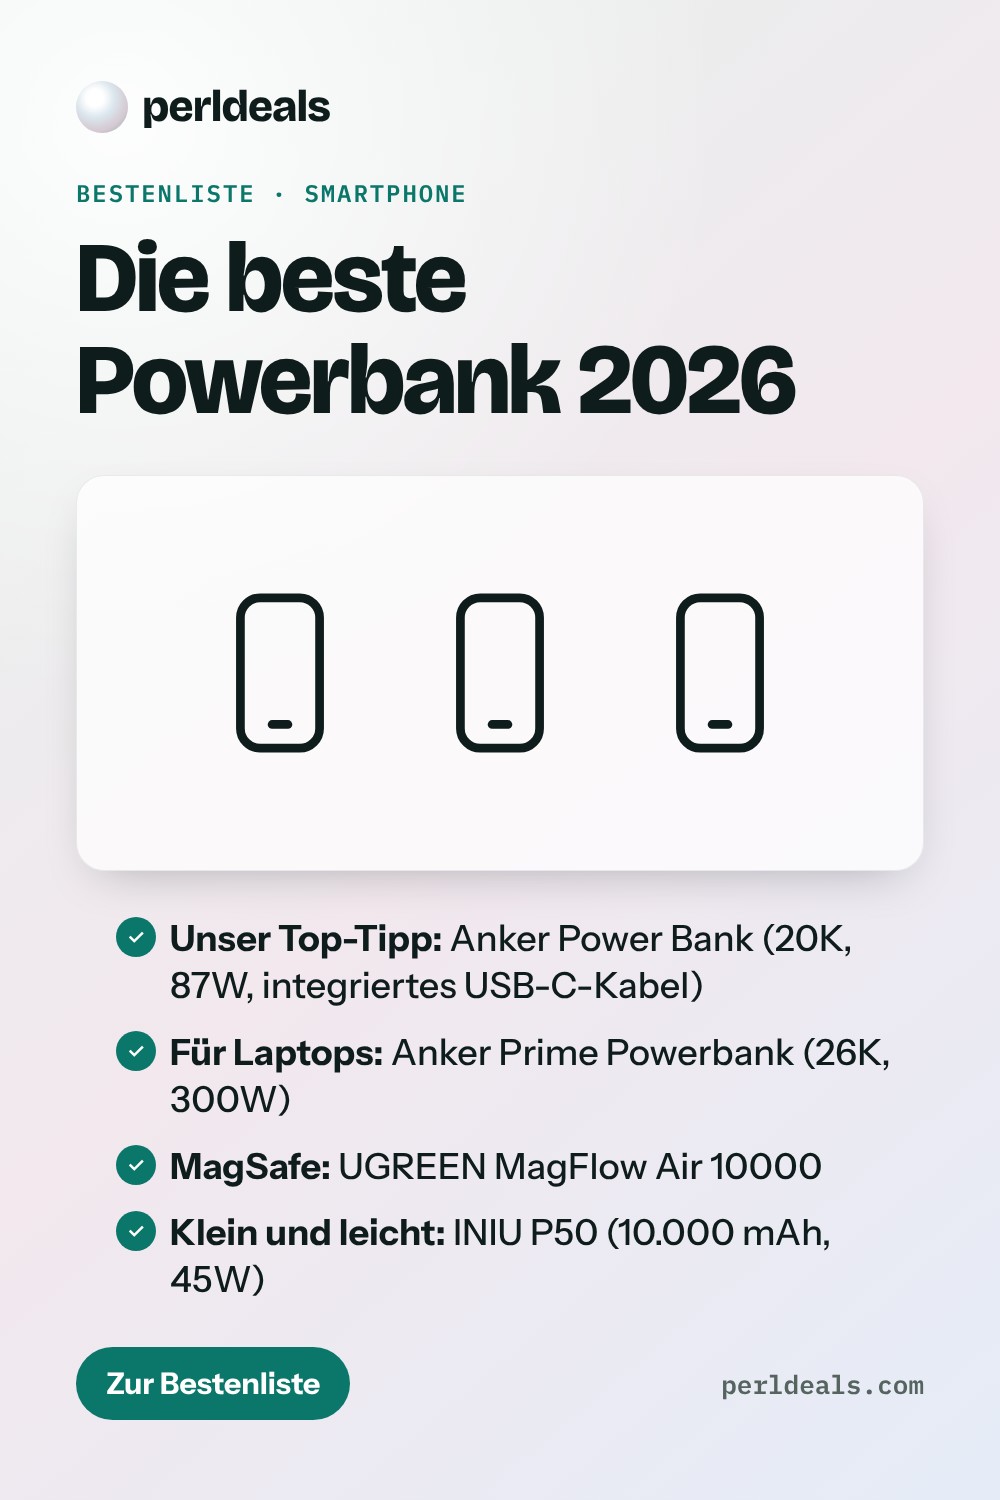 perldeals
BESTENLISTE · SMARTPHONE
Die beste
Powerbank 2026
Unser Top-Tipp: Anker Power Bank (20K,
87W, integriertes USB-C-Kabel)
Für Laptops: Anker Prime Powerbank (26K,
300W)
MagSafe: UGREEN MagFlow Air 10000
Klein und leicht: INIU P50 (10.000 mAh,
45W)
Zur Bestenliste
perldeals.com